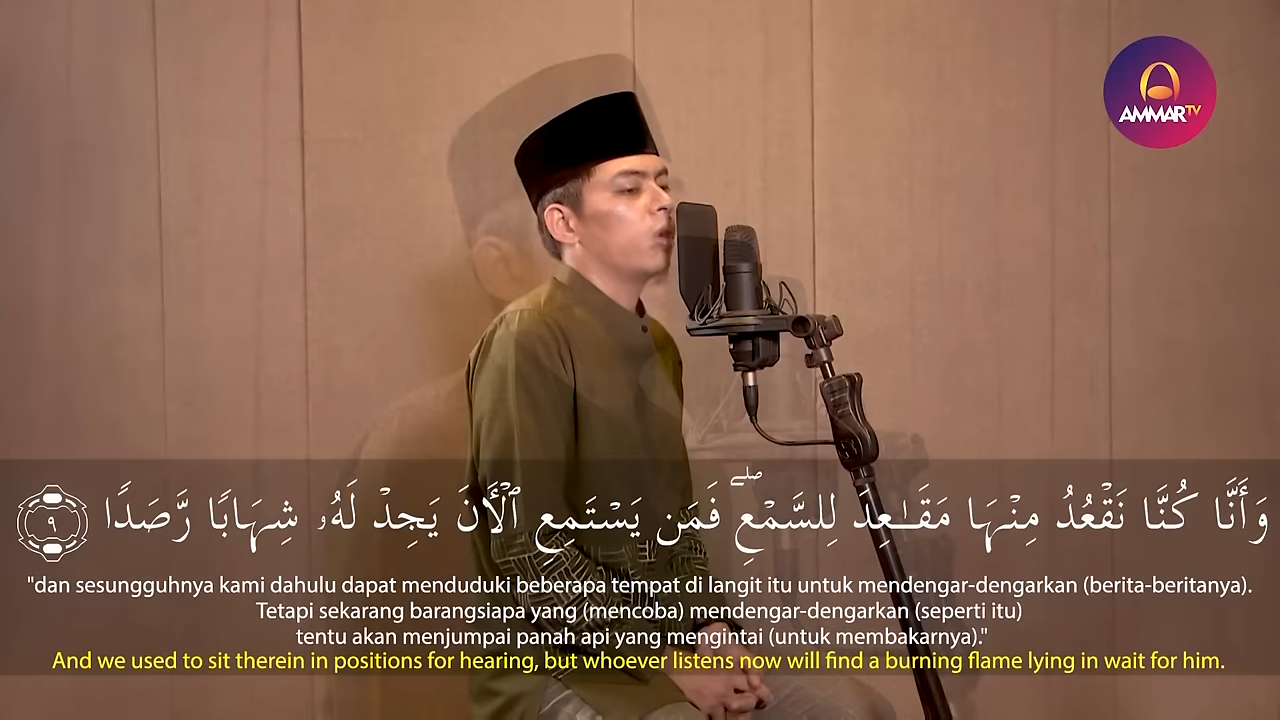 AMMAR TV
وَأَنَّا كُنَّا نَقْعُدُ مِنْهَا مَقَـٰعِدَ لِلسَّمْعِ ۖ فَمَن يَسْتَمِعِ ٱلْأَنَ يَجِدْ لَهُۥ شِهَابًا رَّصَدًا ٩
"dan sesungguhnya kami dahulu dapat menduduki beberapa tempat di langit itu untuk mendengar-dengarkan (berita-beritanya).
Tetapi sekarang barangsiapa yang (mencoba) mendengar-dengarkan (seperti itu)
tentu akan menjumpai panah api yang mengintai (untuk membakarnya)."
And we used to sit therein in positions for hearing, but whoever listens now will find a burning flame lying in wait for him.